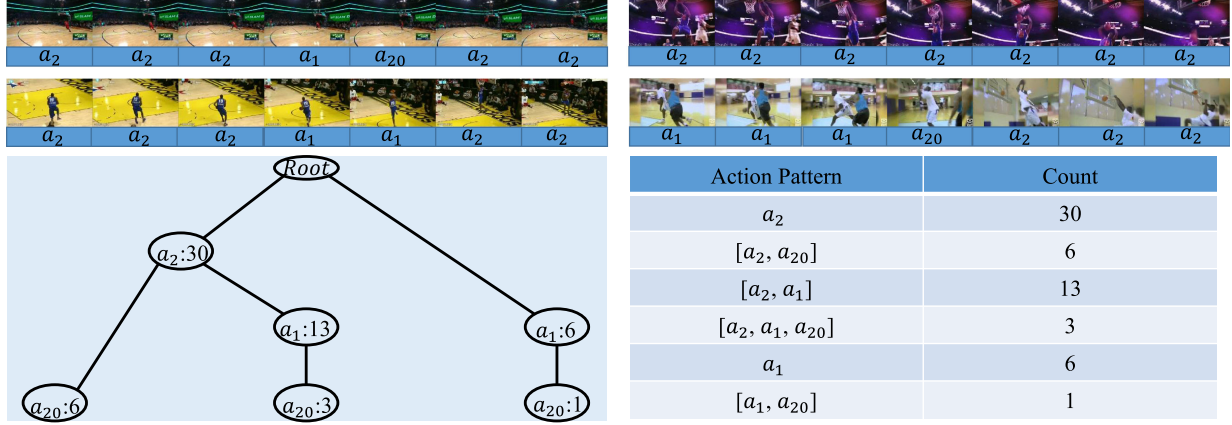 a₂ a₂ a₂ a₁ a₂₀ a₂ a₂
a₂ a₂ a₂ a₂ a₂ a₂ a₂
a₂ a₂ a₂ a₁ a₁ a₂ a₂
a₁ a₁ a₁ a₂₀ a₂ a₂ a₂
Root
a₂:30
a₁:13
a₁:6
a₂₀:6
a₂₀:3
a₂₀:1
Action Pattern Count
a₂ 30
[a₂, a₂₀] 6
[a₂, a₁] 13
[a₂, a₁, a₂₀] 3
a₁ 6
[a₁, a₂₀] 1